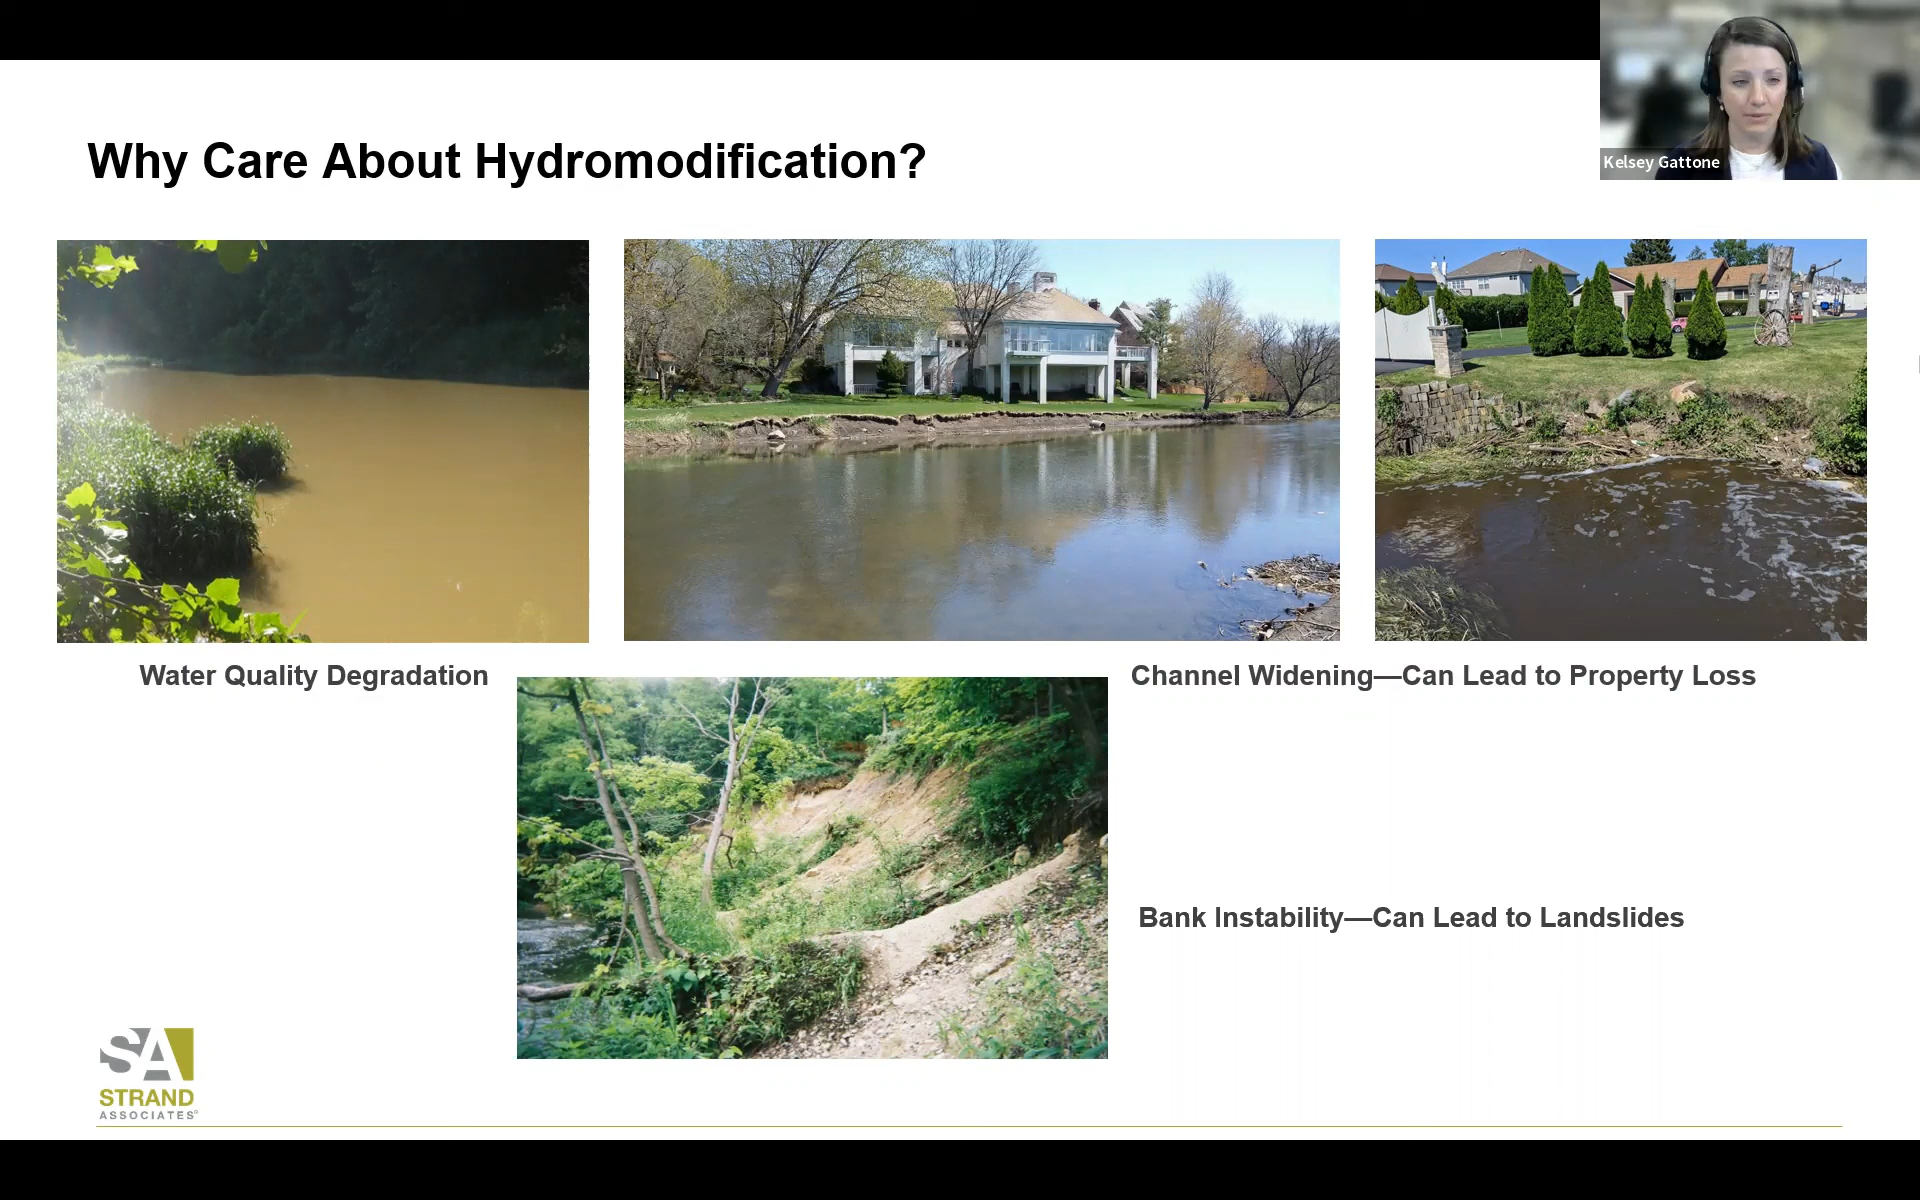 Kelsey Gattone
Why Care About Hydromodification?
Water Quality Degradation
Channel Widening—Can Lead to Property Loss
Bank Instability—Can Lead to Landslides
SA
STRAND
ASSOCIATES®